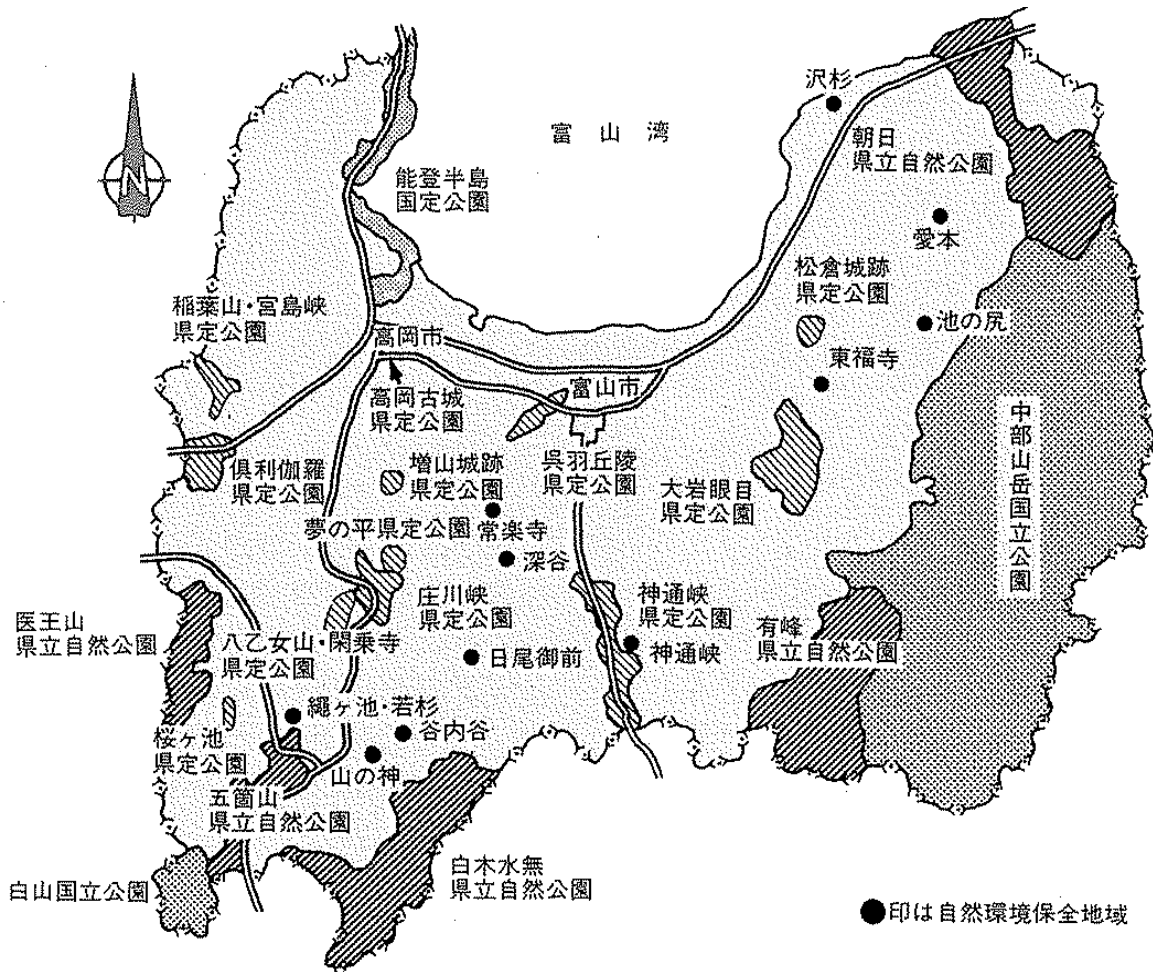 沢杉
富山湾
朝日
県立自然公園
能登半島
国定公園
N
愛本
松倉城跡
県定公園
稲葉山・宮島峡
県定公園
池の尻
高岡市
東福寺
富山市
高岡古城
県定公園
中部山岳国立公園
倶利伽羅
県定公園
増山城跡
県定公園
呉羽丘陵
県定公園
大岩眼目
県定公園
夢の平県定公園
常楽寺
深谷
医王山
県立自然公園
八乙女山・閑乗寺
県定公園
庄川峡
県定公園
神通峡
県定公園
有峰
県立自然公園
日尾御前
神通峡
縄ヶ池・若杉
谷内谷
桜ヶ池
県定公園
山の神
五箇山
県立自然公園
白山国立公園
白木水無
県立自然公園
●印は自然環境保全地域